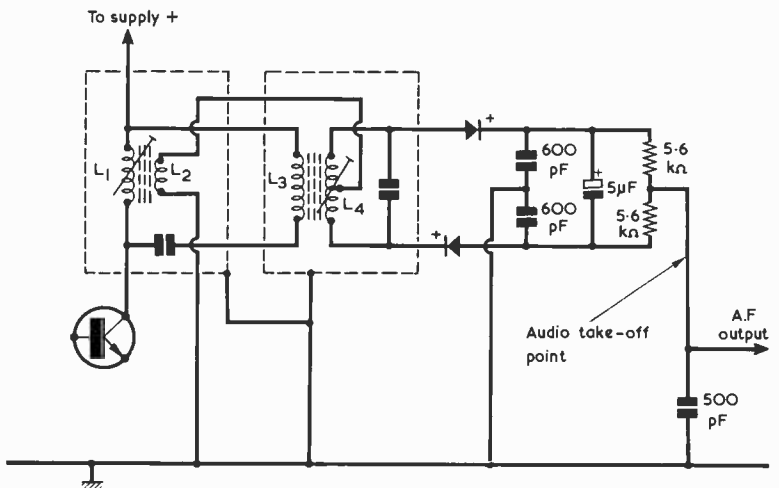 To supply +
L1
L2
L3
L4
+
+
600
pF
600
pF
+
5µF
5·6
kΩ
5·6
kΩ
Audio take-off
point
A.F
output
500
pF